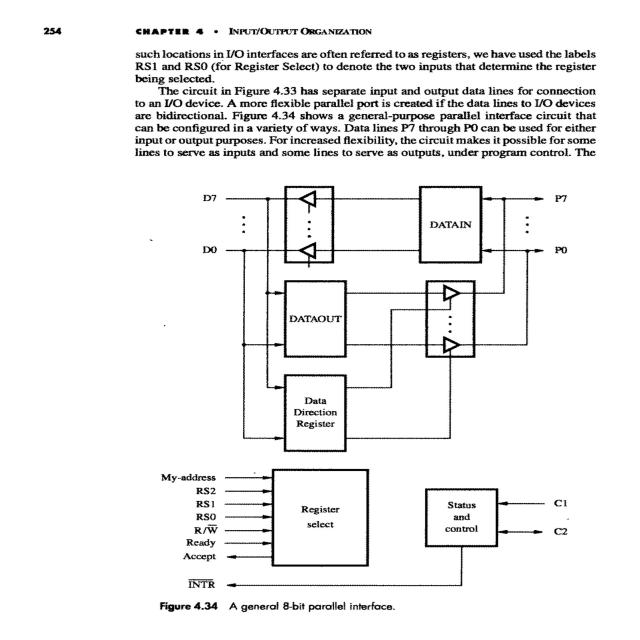 254 CHAPTER 4 • INPUT/OUTPUT ORGANIZATION
such locations in I/O interfaces are often referred to as registers, we have used the labels
RS1 and RS0 (for Register Select) to denote the two inputs that determine the register
being selected.
The circuit in Figure 4.33 has separate input and output data lines for connection
to an I/O device. A more flexible parallel port is created if the data lines to I/O devices
are bidirectional. Figure 4.34 shows a general-purpose parallel interface circuit that
can be configured in a variety of ways. Data lines P7 through P0 can be used for either
input or output purposes. For increased flexibility, the circuit makes it possible for some
lines to serve as inputs and some lines to serve as outputs, under program control. The
D7
P7
DATAIN
D0
P0
DATAOUT
Data
Direction
Register
My-address
RS2
RS1
RS0
R/W̅
Ready
Accept
Register
select
Status
and
control
C1
C2
I̅N̅T̅R̅
Figure 4.34 A general 8-bit parallel interface.